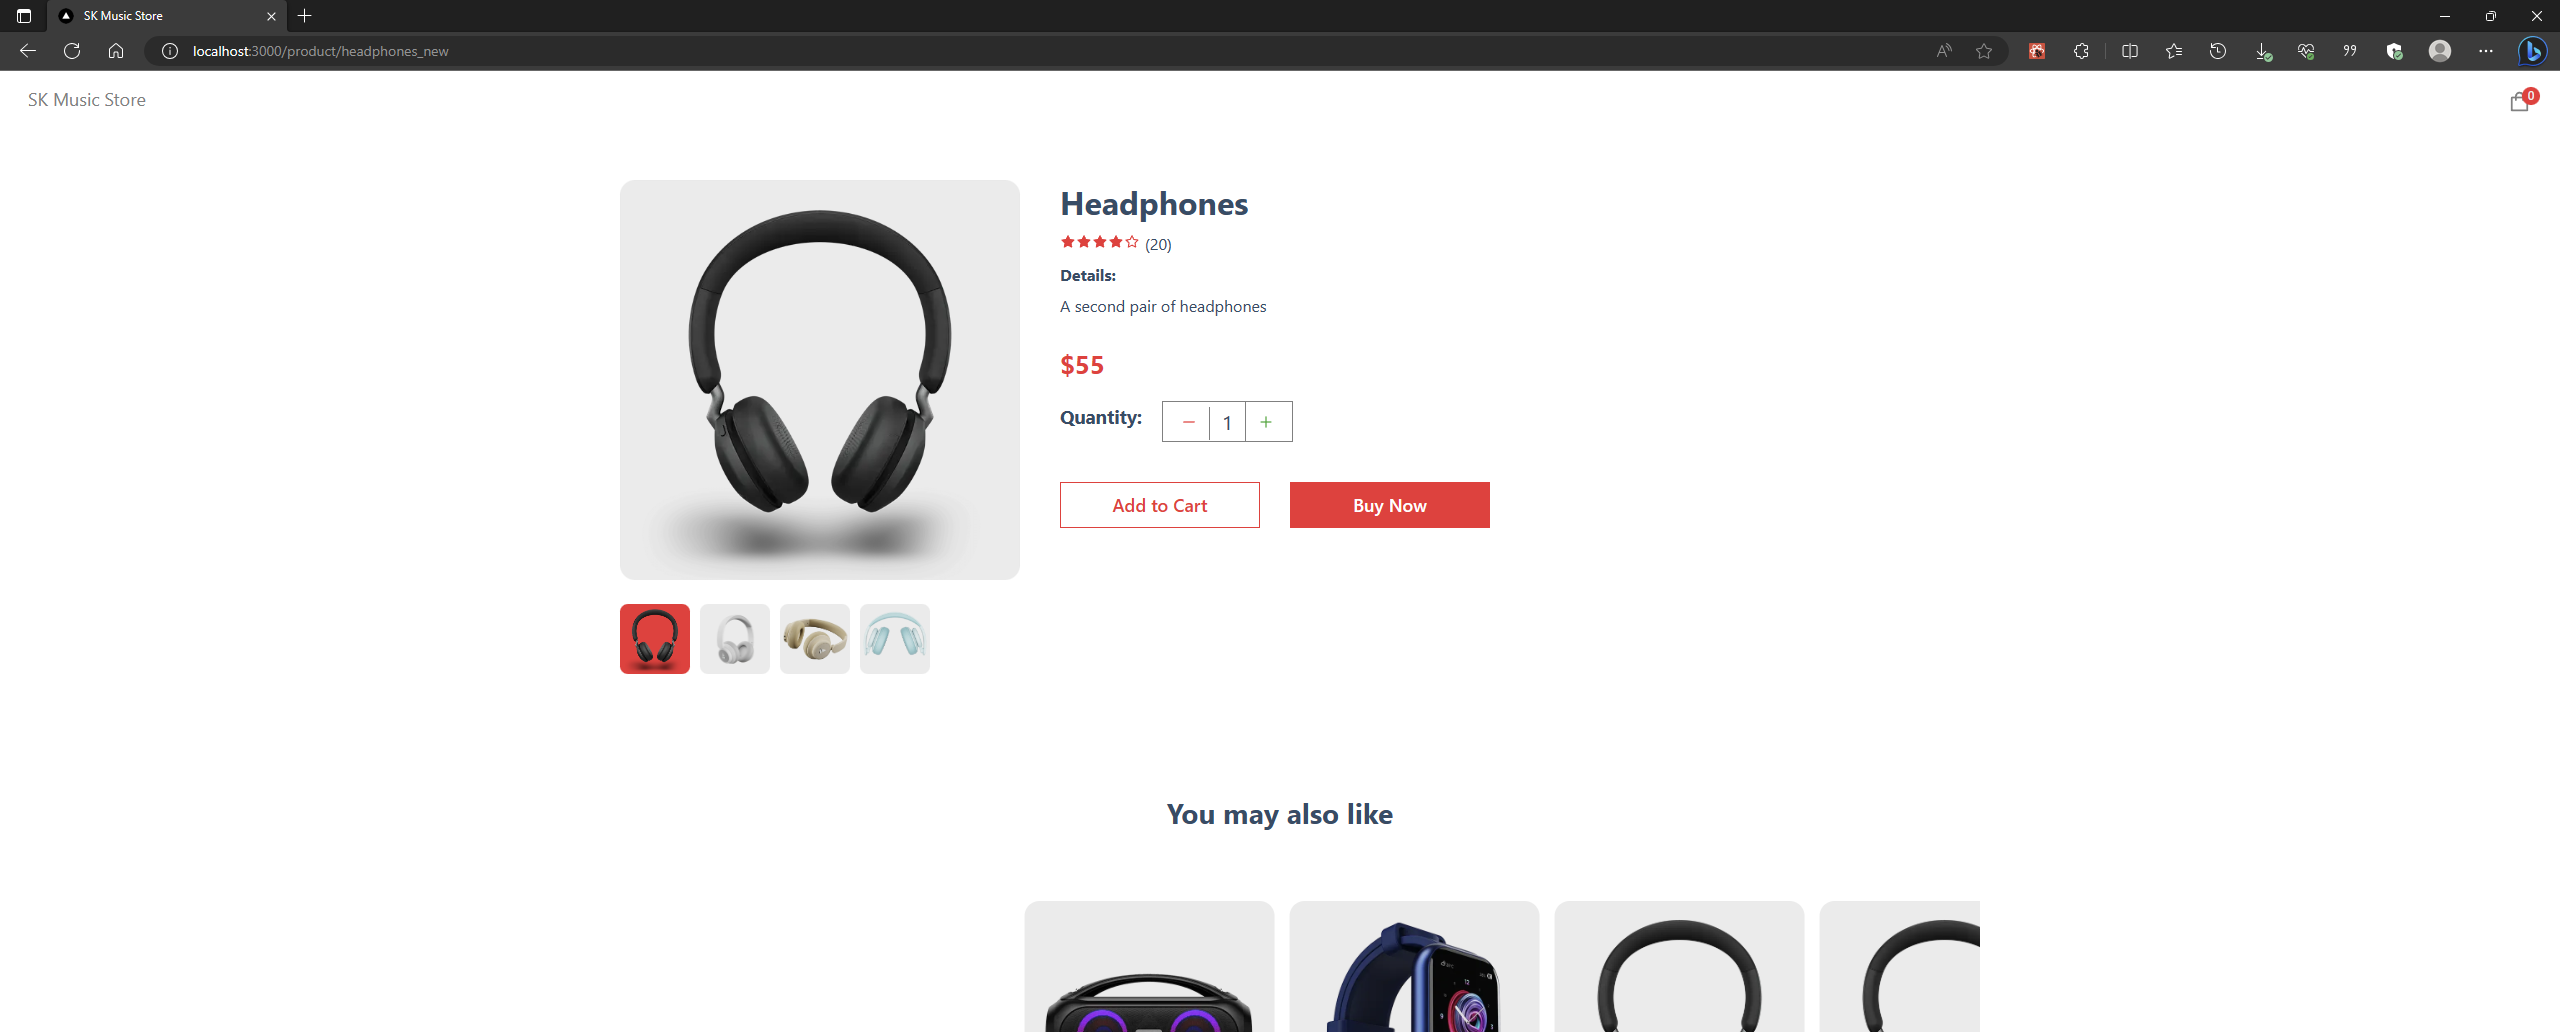 SK Music Store
localhost:3000/product/headphones_new
SK Music Store
0
Headphones
(20)
Details:
A second pair of headphones
$55
Quantity:
− 1 +
Add to Cart
Buy Now
You may also like